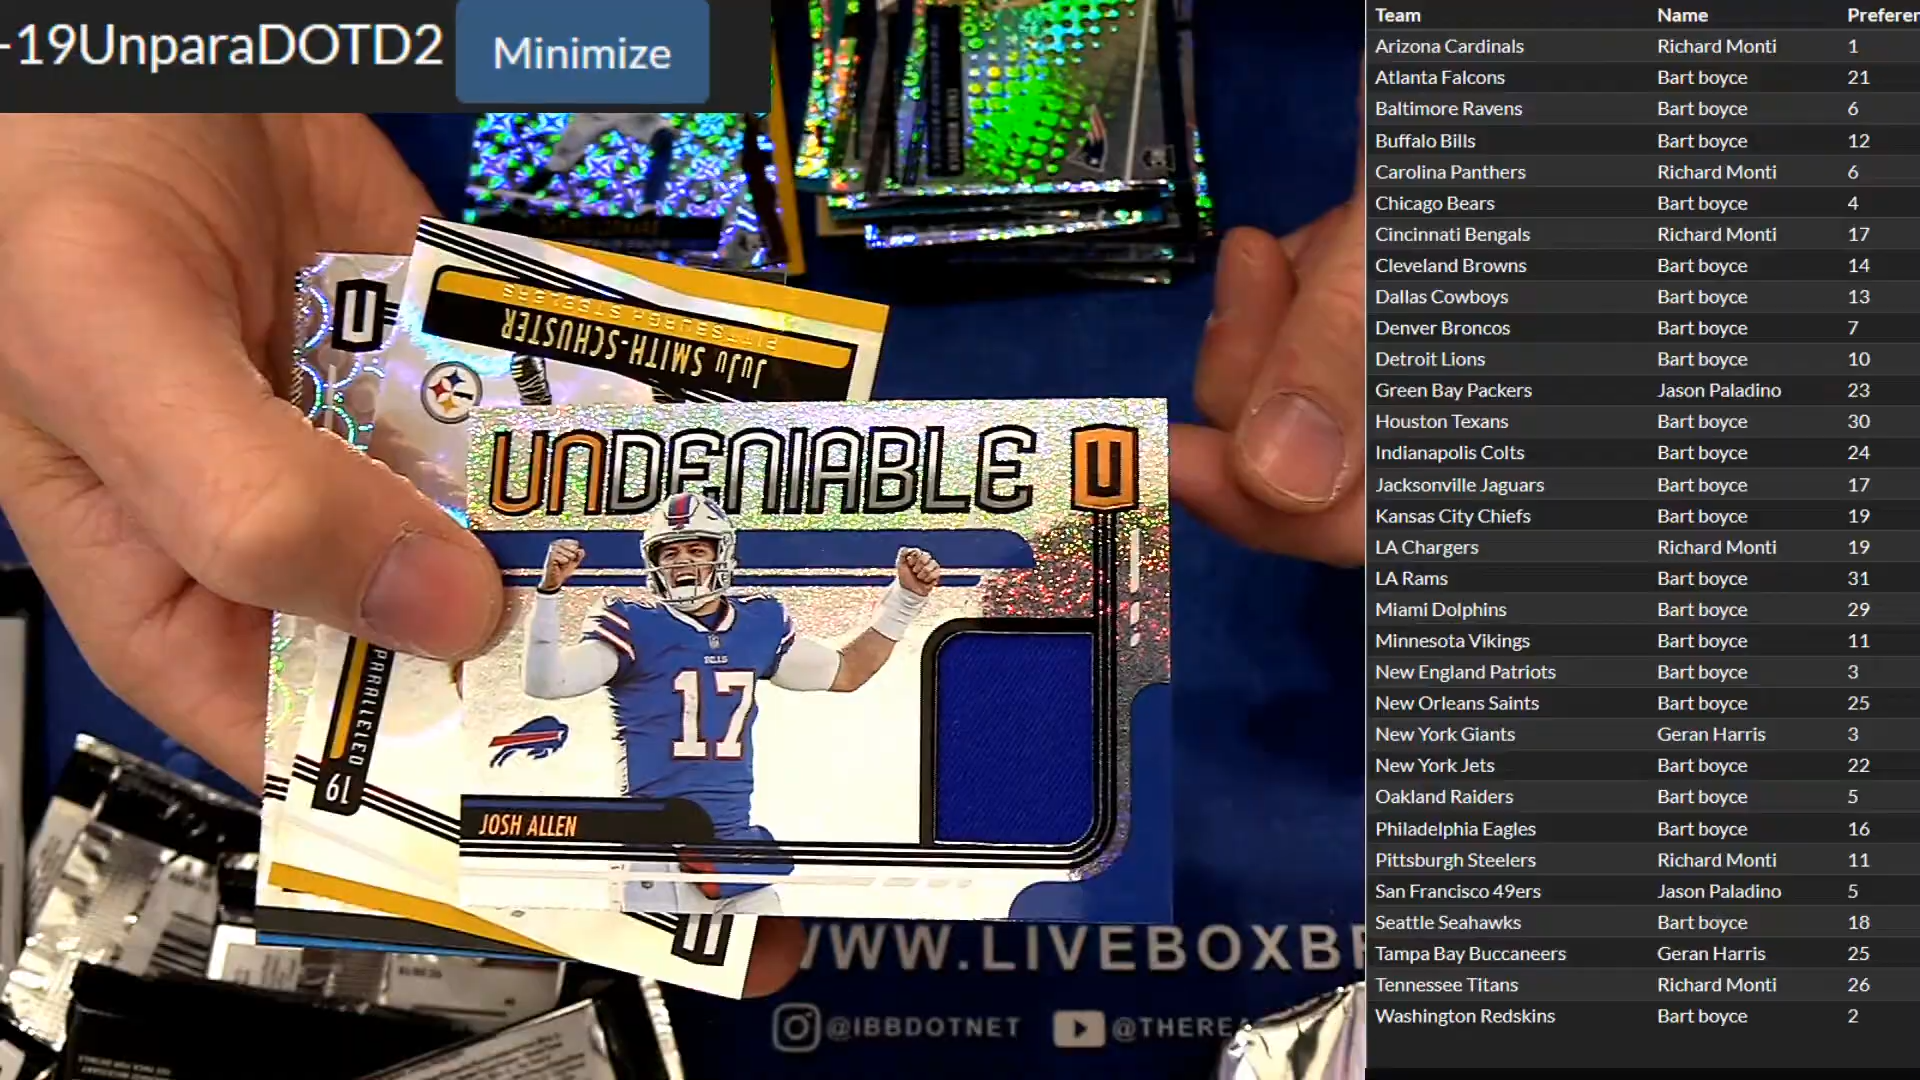 -19UnparaDOTD2
Minimize
JuJu SMITH-SCHUSTER
PITTSBURGH STEELERS
U
UNDENIABLE
U
17
BILLS
JOSH ALLEN
PARALLELED
19
U
WWW.LIVEBOXB
@IBBDOTNET
@THEREA
Team Name Preferen
Arizona Cardinals Richard Monti 1
Atlanta Falcons Bart boyce 21
Baltimore Ravens Bart boyce 6
Buffalo Bills Bart boyce 12
Carolina Panthers Richard Monti 6
Chicago Bears Bart boyce 4
Cincinnati Bengals Richard Monti 17
Cleveland Browns Bart boyce 14
Dallas Cowboys Bart boyce 13
Denver Broncos Bart boyce 7
Detroit Lions Bart boyce 10
Green Bay Packers Jason Paladino 23
Houston Texans Bart boyce 30
Indianapolis Colts Bart boyce 24
Jacksonville Jaguars Bart boyce 17
Kansas City Chiefs Bart boyce 19
LA Chargers Richard Monti 19
LA Rams Bart boyce 31
Miami Dolphins Bart boyce 29
Minnesota Vikings Bart boyce 11
New England Patriots Bart boyce 3
New Orleans Saints Bart boyce 25
New York Giants Geran Harris 3
New York Jets Bart boyce 22
Oakland Raiders Bart boyce 5
Philadelphia Eagles Bart boyce 16
Pittsburgh Steelers Richard Monti 11
San Francisco 49ers Jason Paladino 5
Seattle Seahawks Bart boyce 18
Tampa Bay Buccaneers Geran Harris 25
Tennessee Titans Richard Monti 26
Washington Redskins Bart boyce 2